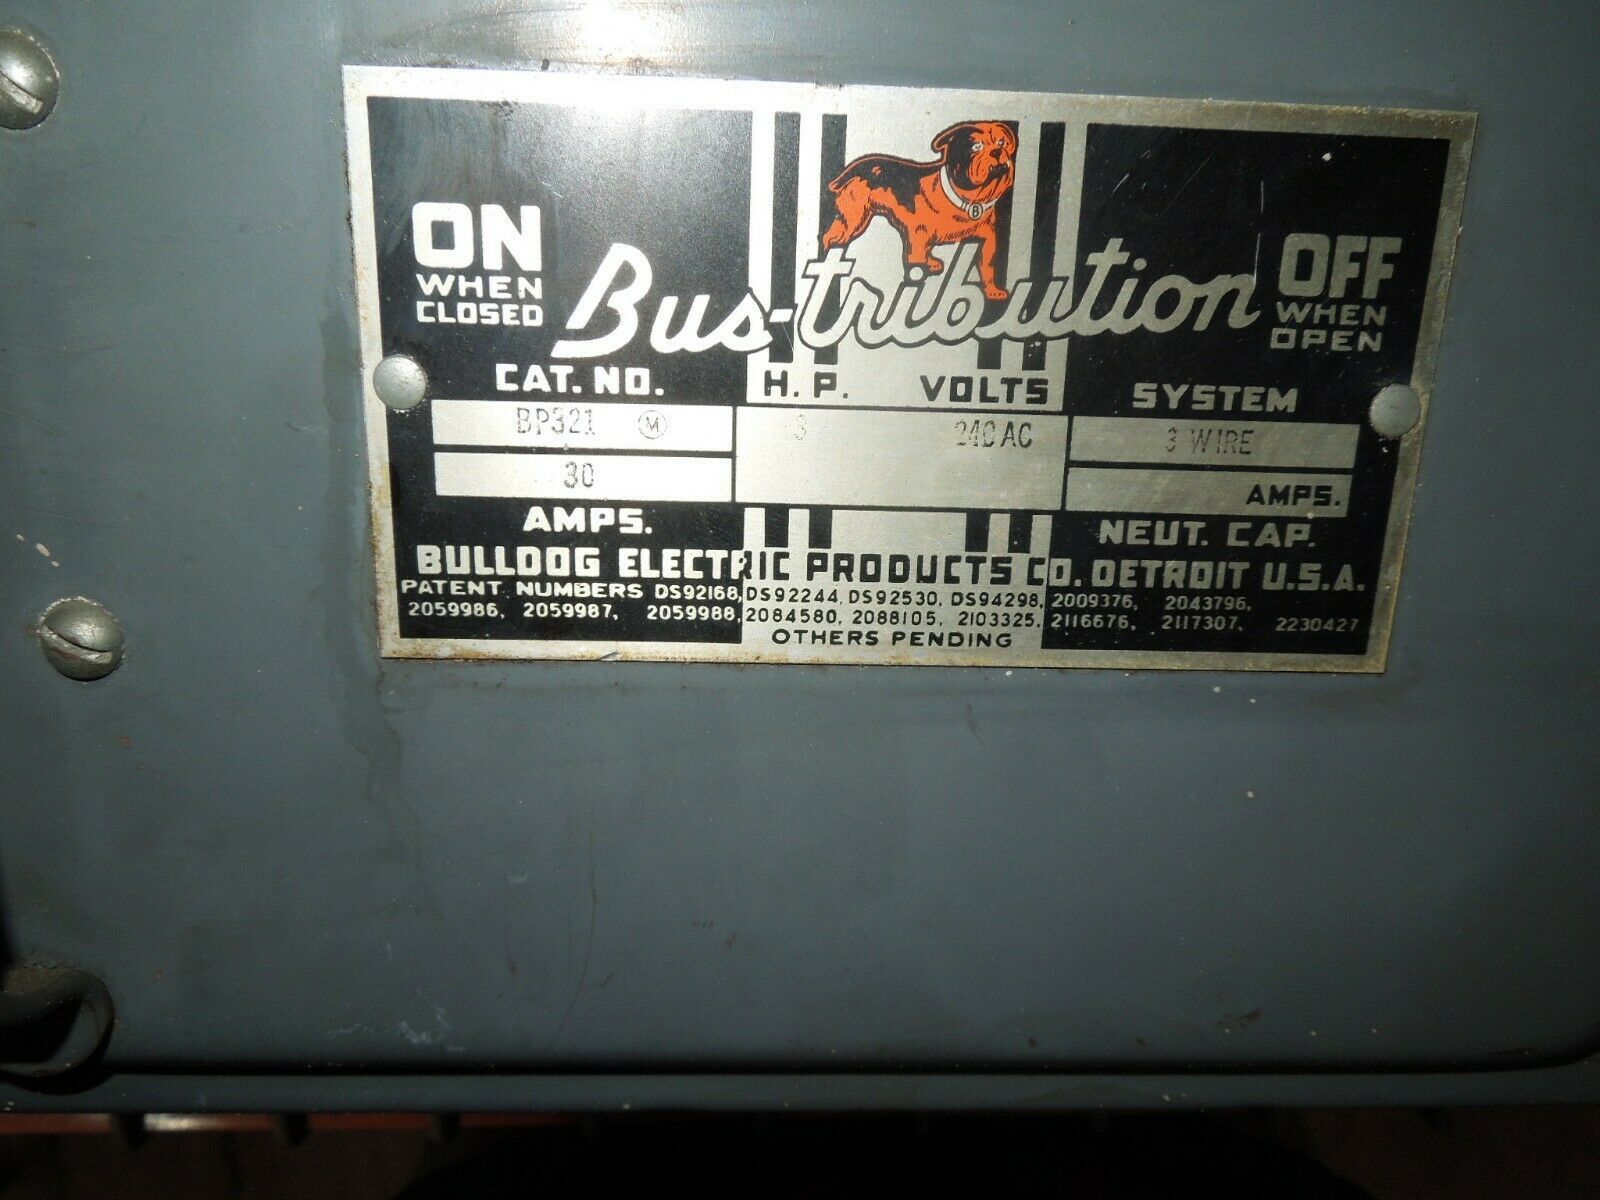 ON
WHEN
CLOSED
Bus-tribution
B
OFF
WHEN
OPEN
CAT. NO.
H. P.
VOLTS
SYSTEM
BP321 M
3
240 AC
3 WIRE
30
AMPS.
AMPS.
NEUT. CAP.
BULLDOG ELECTRIC PRODUCTS CO. DETROIT U.S.A.
PATENT NUMBERS DS92168, DS92244, DS92530, DS94298, 2009376, 2043796,
2059986, 2059987, 2059988, 2084580, 2088105, 2103325, 2116676, 2117307, 2230427
OTHERS PENDING